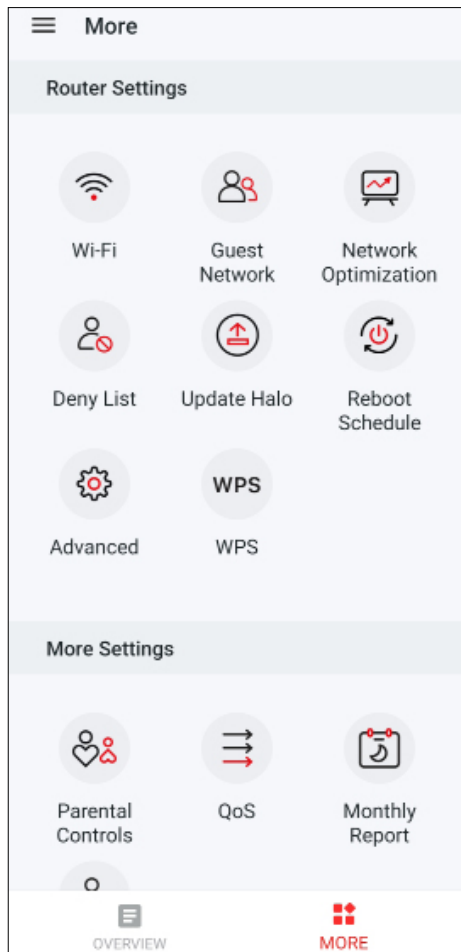 More
Router Settings
Wi-Fi
Guest
Network
Network
Optimization
Deny List
Update Halo
Reboot
Schedule
Advanced
WPS
WPS
More Settings
Parental
Controls
QoS
Monthly
Report
OVERVIEW
MORE